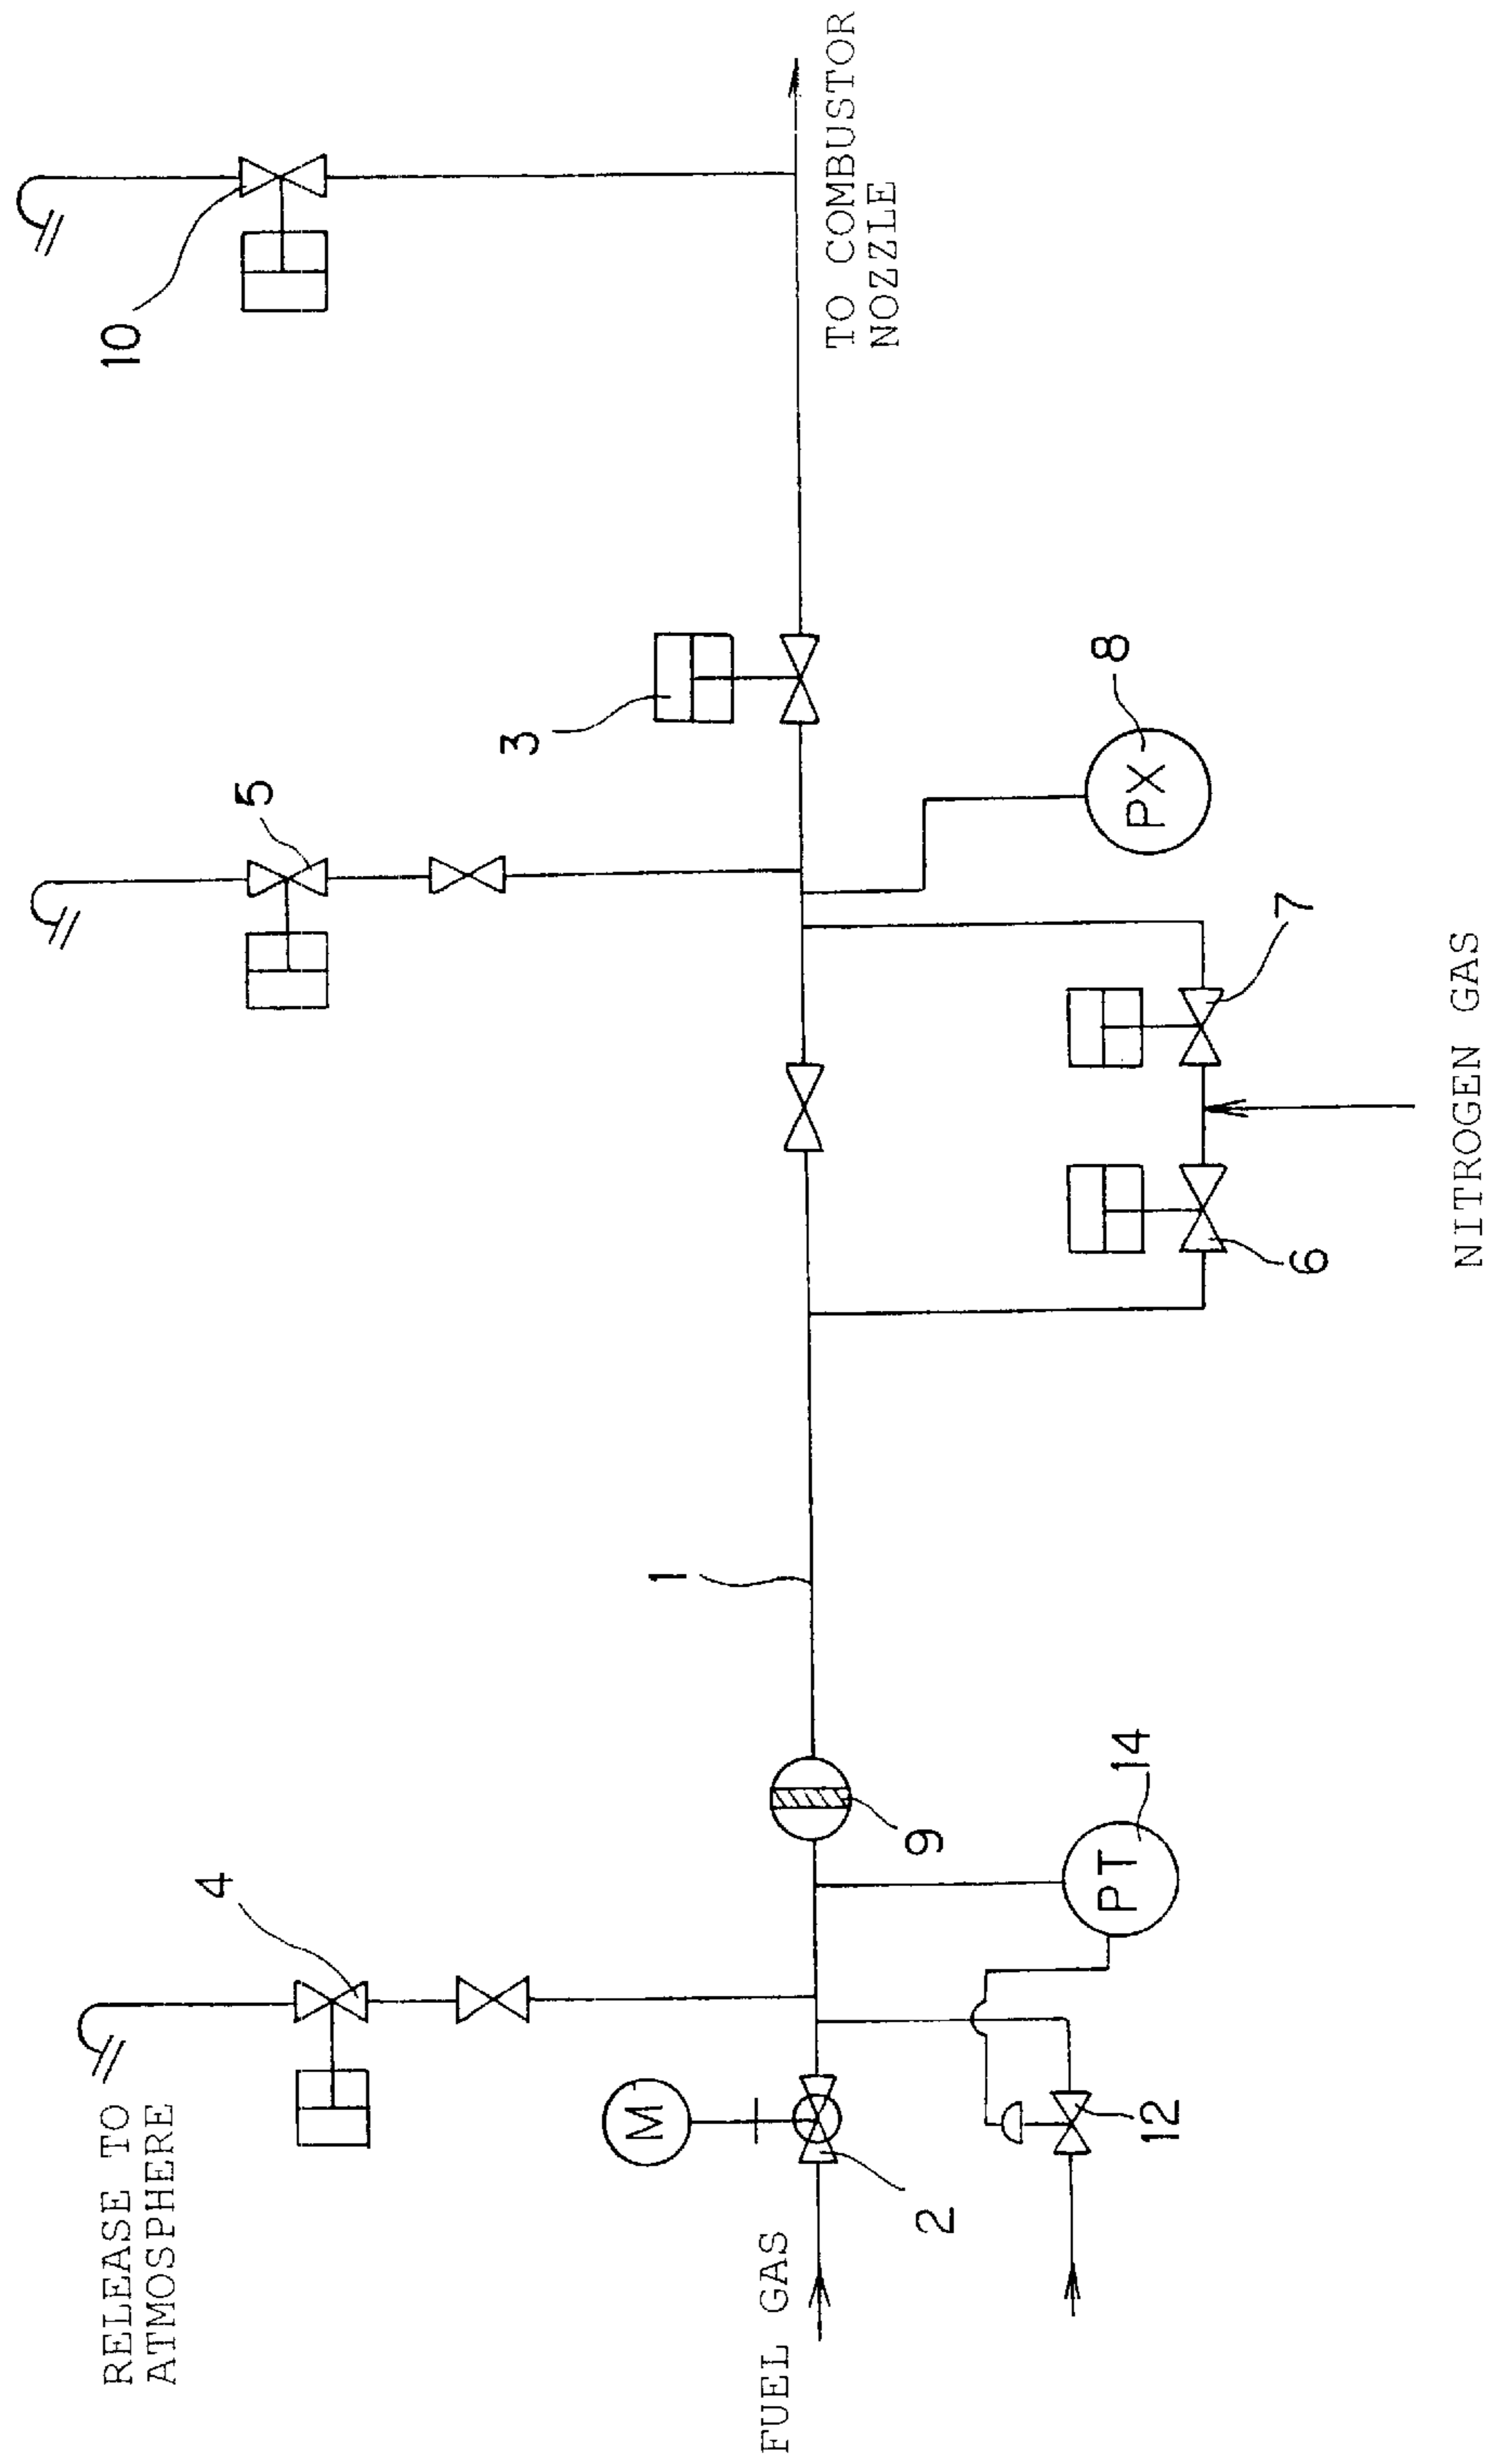 RELEASE TO
ATMOSPHERE
4
5
10
M
3
FUEL GAS
2
1
9
TO COMBUSTOR
NOZZLE
12
PT
14
6
7
PX
8
NITROGEN GAS